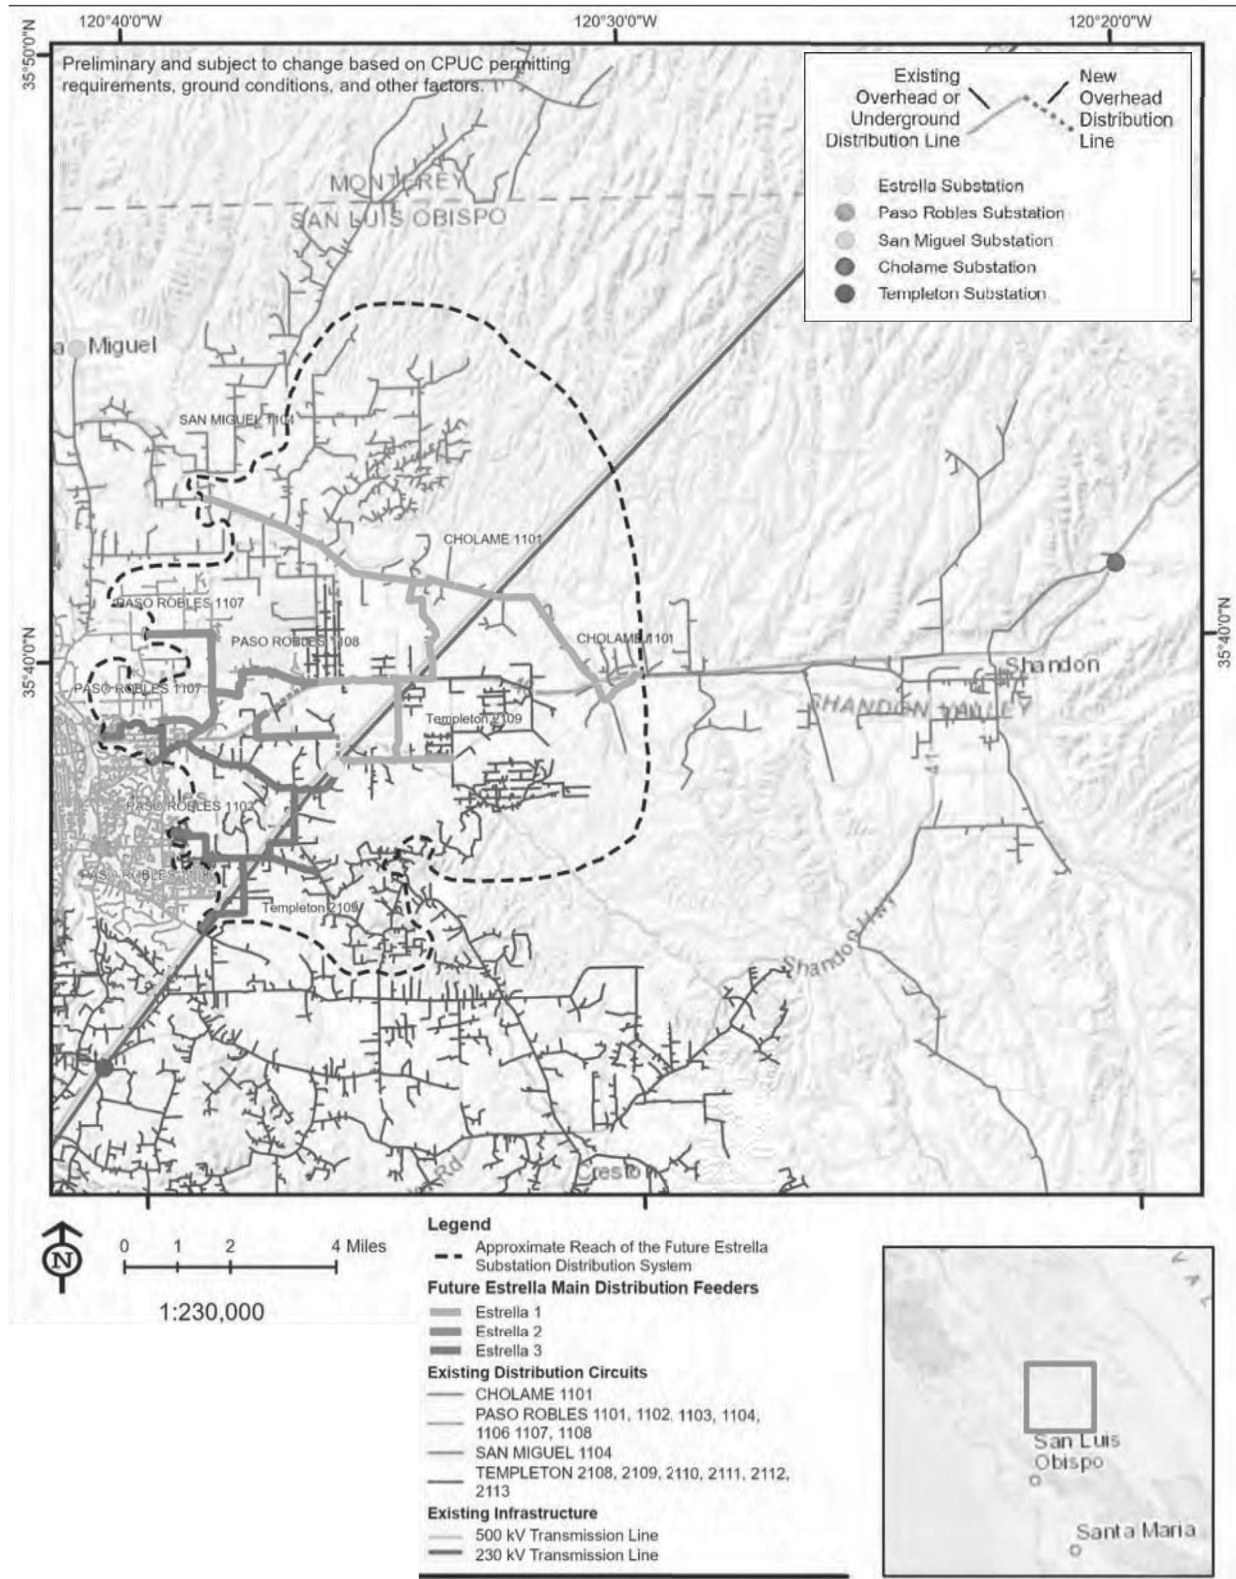 120°40'0"W
120°30'0"W
120°20'0"W
35°50'0"N
Preliminary and subject to change based on CPUC permitting
requirements, ground conditions, and other factors.
Existing
Overhead or
Underground
Distribution Line
New
Overhead
Distribution
Line
Estrella Substation
Paso Robles Substation
San Miguel Substation
Cholame Substation
Templeton Substation
MONTEREY
SAN LUIS OBISPO
Miguel
SAN MIGUEL 1104
CHOLAME 1101
PASO ROBLES 1107
PASO ROBLES 1108
CHOLAME 1101
35°40'0"N
35°40'0"N
Shandon
PASO ROBLES 1107
SHANDON VALLEY
Templeton 2109
41
PASO ROBLES 1102
PASO ROBLES
Templeton 2109
Shandon Hwy
Rd
Creston
N
0 1 2 4 Miles
1:230,000
Legend
Approximate Reach of the Future Estrella
Substation Distribution System
Future Estrella Main Distribution Feeders
Estrella 1
Estrella 2
Estrella 3
Existing Distribution Circuits
CHOLAME 1101
PASO ROBLES 1101, 1102, 1103, 1104,
1106 1107, 1108
SAN MIGUEL 1104
TEMPLETON 2108, 2109, 2110, 2111, 2112,
2113
Existing Infrastructure
500 kV Transmission Line
230 kV Transmission Line
V A L
San Luis
Obispo
Santa Maria